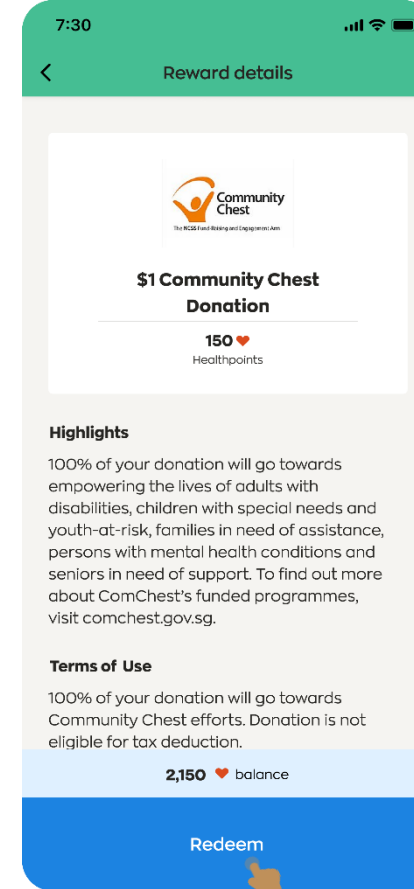 7:30
Reward details
Community
Chest
The NCSS Fund-Raising and Engagement Arm
$1 Community Chest
Donation
150
Healthpoints
Highlights
100% of your donation will go towards
empowering the lives of adults with
disabilities, children with special needs and
youth-at-risk, families in need of assistance,
persons with mental health conditions and
seniors in need of support. To find out more
about ComChest's funded programmes,
visit comchest.gov.sg.
Terms of Use
100% of your donation will go towards
Community Chest efforts. Donation is not
eligible for tax deduction.
2,150 balance
Redeem